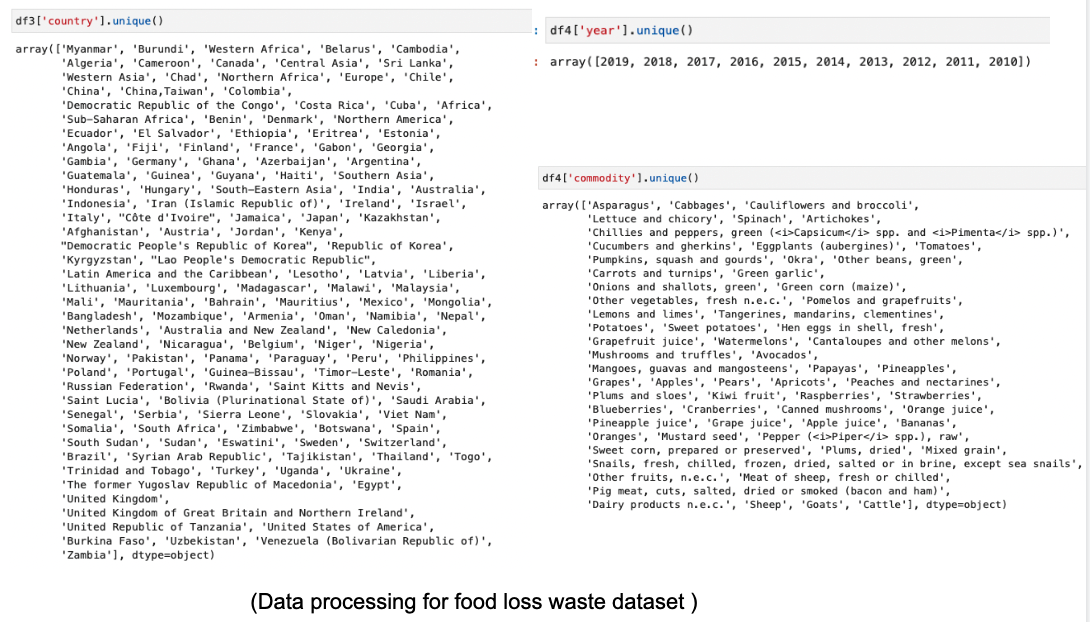 df3['country'].unique()
array(['Myanmar', 'Burundi', 'Western Africa', 'Belarus', 'Cambodia',
'Algeria', 'Cameroon', 'Canada', 'Central Asia', 'Sri Lanka',
'Western Asia', 'Chad', 'Northern Africa', 'Europe', 'Chile',
'China', 'China,Taiwan', 'Colombia',
'Democratic Republic of the Congo', 'Costa Rica', 'Cuba', 'Africa',
'Sub-Saharan Africa', 'Benin', 'Denmark', 'Northern America',
'Ecuador', 'El Salvador', 'Ethiopia', 'Eritrea', 'Estonia',
'Angola', 'Fiji', 'Finland', 'France', 'Gabon', 'Georgia',
'Gambia', 'Germany', 'Ghana', 'Azerbaijan', 'Argentina',
'Guatemala', 'Guinea', 'Guyana', 'Haiti', 'Southern Asia',
'Honduras', 'Hungary', 'South-Eastern Asia', 'India', 'Australia',
'Indonesia', 'Iran (Islamic Republic of)', 'Ireland', 'Israel',
'Italy', "Côte d'Ivoire", 'Jamaica', 'Japan', 'Kazakhstan',
'Afghanistan', 'Austria', 'Jordan', 'Kenya',
"Democratic People's Republic of Korea", 'Republic of Korea',
'Kyrgyzstan', "Lao People's Democratic Republic",
'Latin America and the Caribbean', 'Lesotho', 'Latvia', 'Liberia',
'Lithuania', 'Luxembourg', 'Madagascar', 'Malawi', 'Malaysia',
'Mali', 'Mauritania', 'Bahrain', 'Mauritius', 'Mexico', 'Mongolia',
'Bangladesh', 'Mozambique', 'Armenia', 'Oman', 'Namibia', 'Nepal',
'Netherlands', 'Australia and New Zealand', 'New Caledonia',
'New Zealand', 'Nicaragua', 'Belgium', 'Niger', 'Nigeria',
'Norway', 'Pakistan', 'Panama', 'Paraguay', 'Peru', 'Philippines',
'Poland', 'Portugal', 'Guinea-Bissau', 'Timor-Leste', 'Romania',
'Russian Federation', 'Rwanda', 'Saint Kitts and Nevis',
'Saint Lucia', 'Bolivia (Plurinational State of)', 'Saudi Arabia',
'Senegal', 'Serbia', 'Sierra Leone', 'Slovakia', 'Viet Nam',
'Somalia', 'South Africa', 'Zimbabwe', 'Botswana', 'Spain',
'South Sudan', 'Sudan', 'Eswatini', 'Sweden', 'Switzerland',
'Brazil', 'Syrian Arab Republic', 'Tajikistan', 'Thailand', 'Togo',
'Trinidad and Tobago', 'Turkey', 'Uganda', 'Ukraine',
'The former Yugoslav Republic of Macedonia', 'Egypt',
'United Kingdom',
'United Kingdom of Great Britain and Northern Ireland',
'United Republic of Tanzania', 'United States of America',
'Burkina Faso', 'Uzbekistan', 'Venezuela (Bolivarian Republic of)',
'Zambia'], dtype=object)
: df4['year'].unique()
: array([2019, 2018, 2017, 2016, 2015, 2014, 2013, 2012, 2011, 2010])
df4['commodity'].unique()
array(['Asparagus', 'Cabbages', 'Cauliflowers and broccoli',
'Lettuce and chicory', 'Spinach', 'Artichokes',
'Chillies and peppers, green (<i>Capsicum</i> spp. and <i>Pimenta</i> spp.)',
'Cucumbers and gherkins', 'Eggplants (aubergines)', 'Tomatoes',
'Pumpkins, squash and gourds', 'Okra', 'Other beans, green',
'Carrots and turnips', 'Green garlic',
'Onions and shallots, green', 'Green corn (maize)',
'Other vegetables, fresh n.e.c.', 'Pomelos and grapefruits',
'Lemons and limes', 'Tangerines, mandarins, clementines',
'Potatoes', 'Sweet potatoes', 'Hen eggs in shell, fresh',
'Grapefruit juice', 'Watermelons', 'Cantaloupes and other melons',
'Mushrooms and truffles', 'Avocados',
'Mangoes, guavas and mangosteens', 'Papayas', 'Pineapples',
'Grapes', 'Apples', 'Pears', 'Apricots', 'Peaches and nectarines',
'Plums and sloes', 'Kiwi fruit', 'Raspberries', 'Strawberries',
'Blueberries', 'Cranberries', 'Canned mushrooms', 'Orange juice',
'Pineapple juice', 'Grape juice', 'Apple juice', 'Bananas',
'Oranges', 'Mustard seed', 'Pepper (<i>Piper</i> spp.), raw',
'Sweet corn, prepared or preserved', 'Plums, dried', 'Mixed grain',
'Snails, fresh, chilled, frozen, dried, salted or in brine, except sea snails',
'Other fruits, n.e.c.', 'Meat of sheep, fresh or chilled',
'Pig meat, cuts, salted, dried or smoked (bacon and ham)',
'Dairy products n.e.c.', 'Sheep', 'Goats', 'Cattle'], dtype=object)
(Data processing for food loss waste dataset )